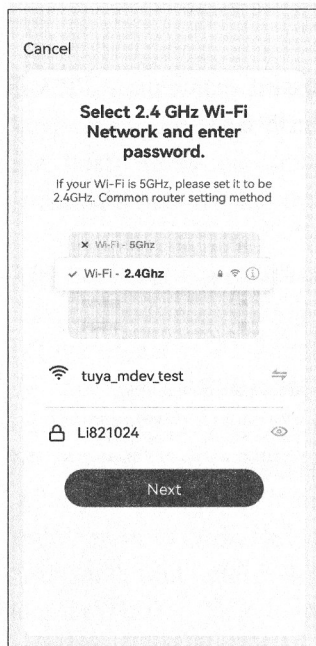 Cancel
Select 2.4 GHz Wi-Fi
Network and enter
password.
If your Wi-Fi is 5GHz, please set it to be
2.4GHz. Common router setting method
Wi-Fi - 5Ghz
Wi-Fi - 2.4Ghz
tuya_mdev_test
Li821024
Next